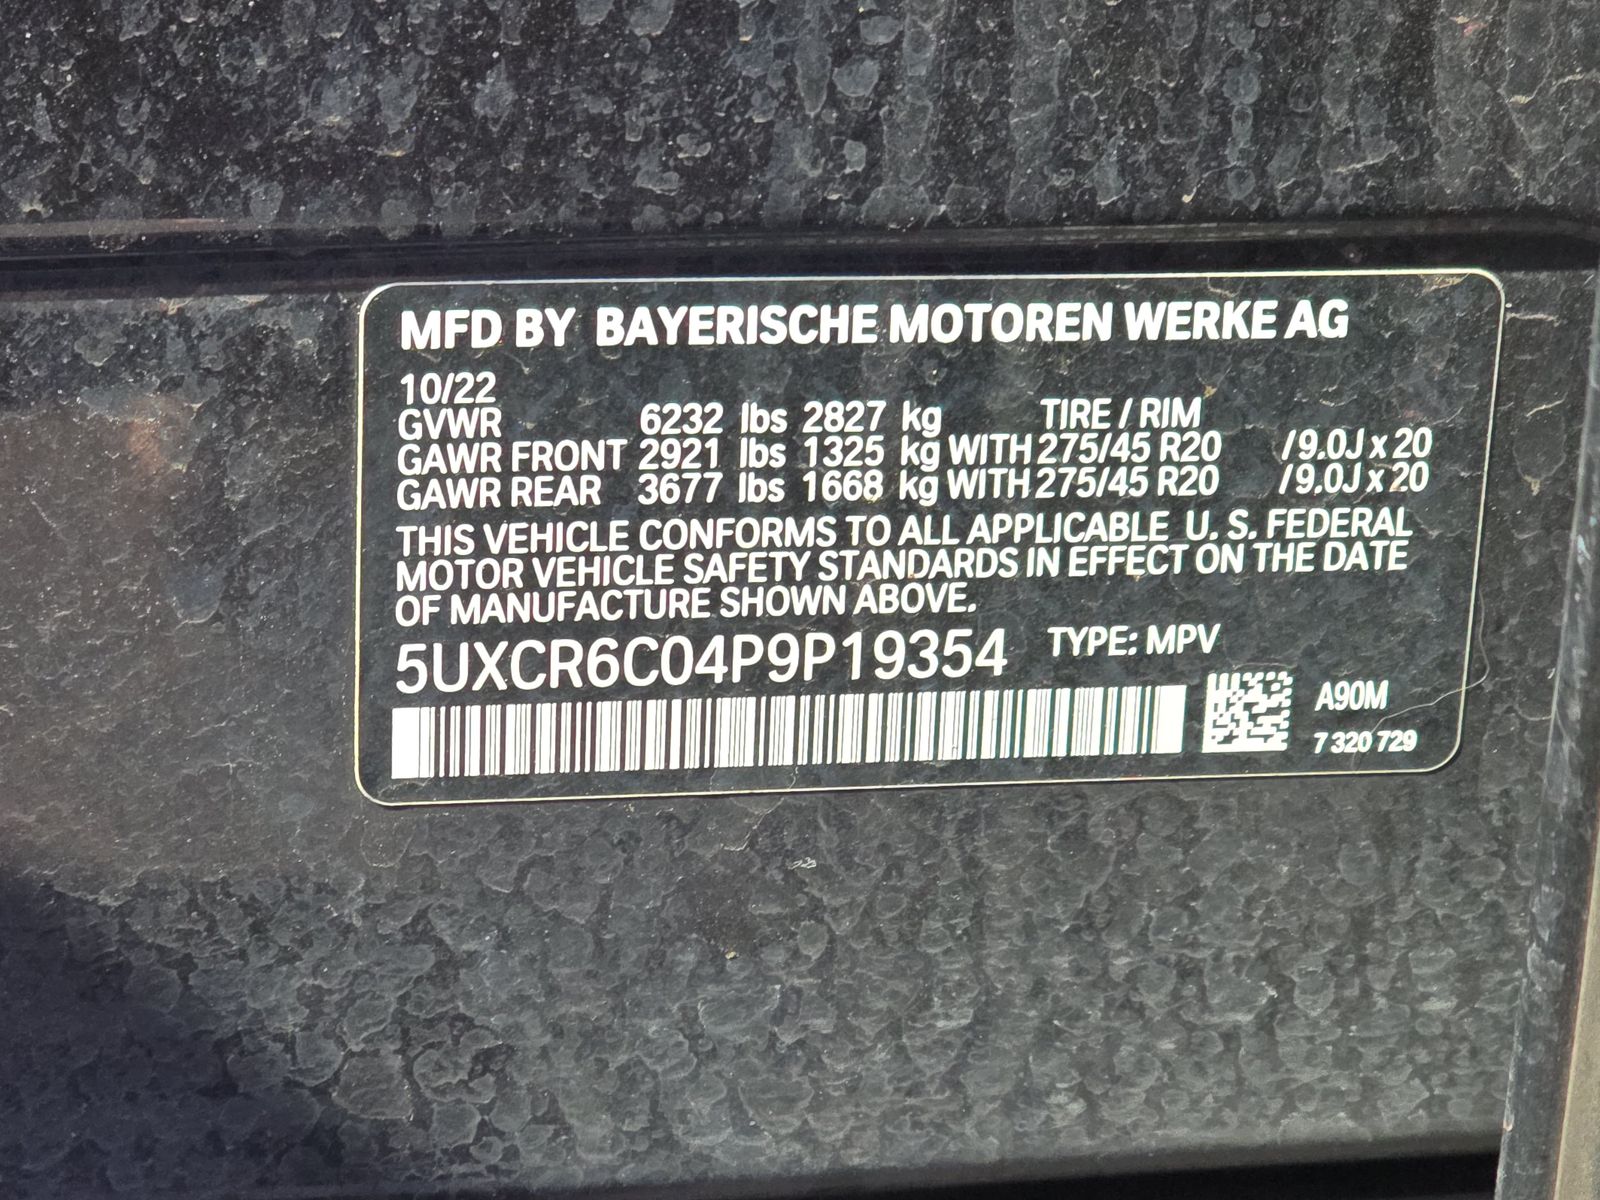 MFD BY BAYERISCHE MOTOREN WERKE AG
10/22
GVWR 6232 lbs 2827 kg TIRE / RIM
GAWR FRONT 2921 lbs 1325 kg WITH 275/45 R20 / 9.0J x 20
GAWR REAR 3677 lbs 1668 kg WITH 275/45 R20 / 9.0J x 20
THIS VEHICLE CONFORMS TO ALL APPLICABLE U. S. FEDERAL
MOTOR VEHICLE SAFETY STANDARDS IN EFFECT ON THE DATE
OF MANUFACTURE SHOWN ABOVE.
5UXCR6C04P9P19354 TYPE: MPV
A90M
7 320 729